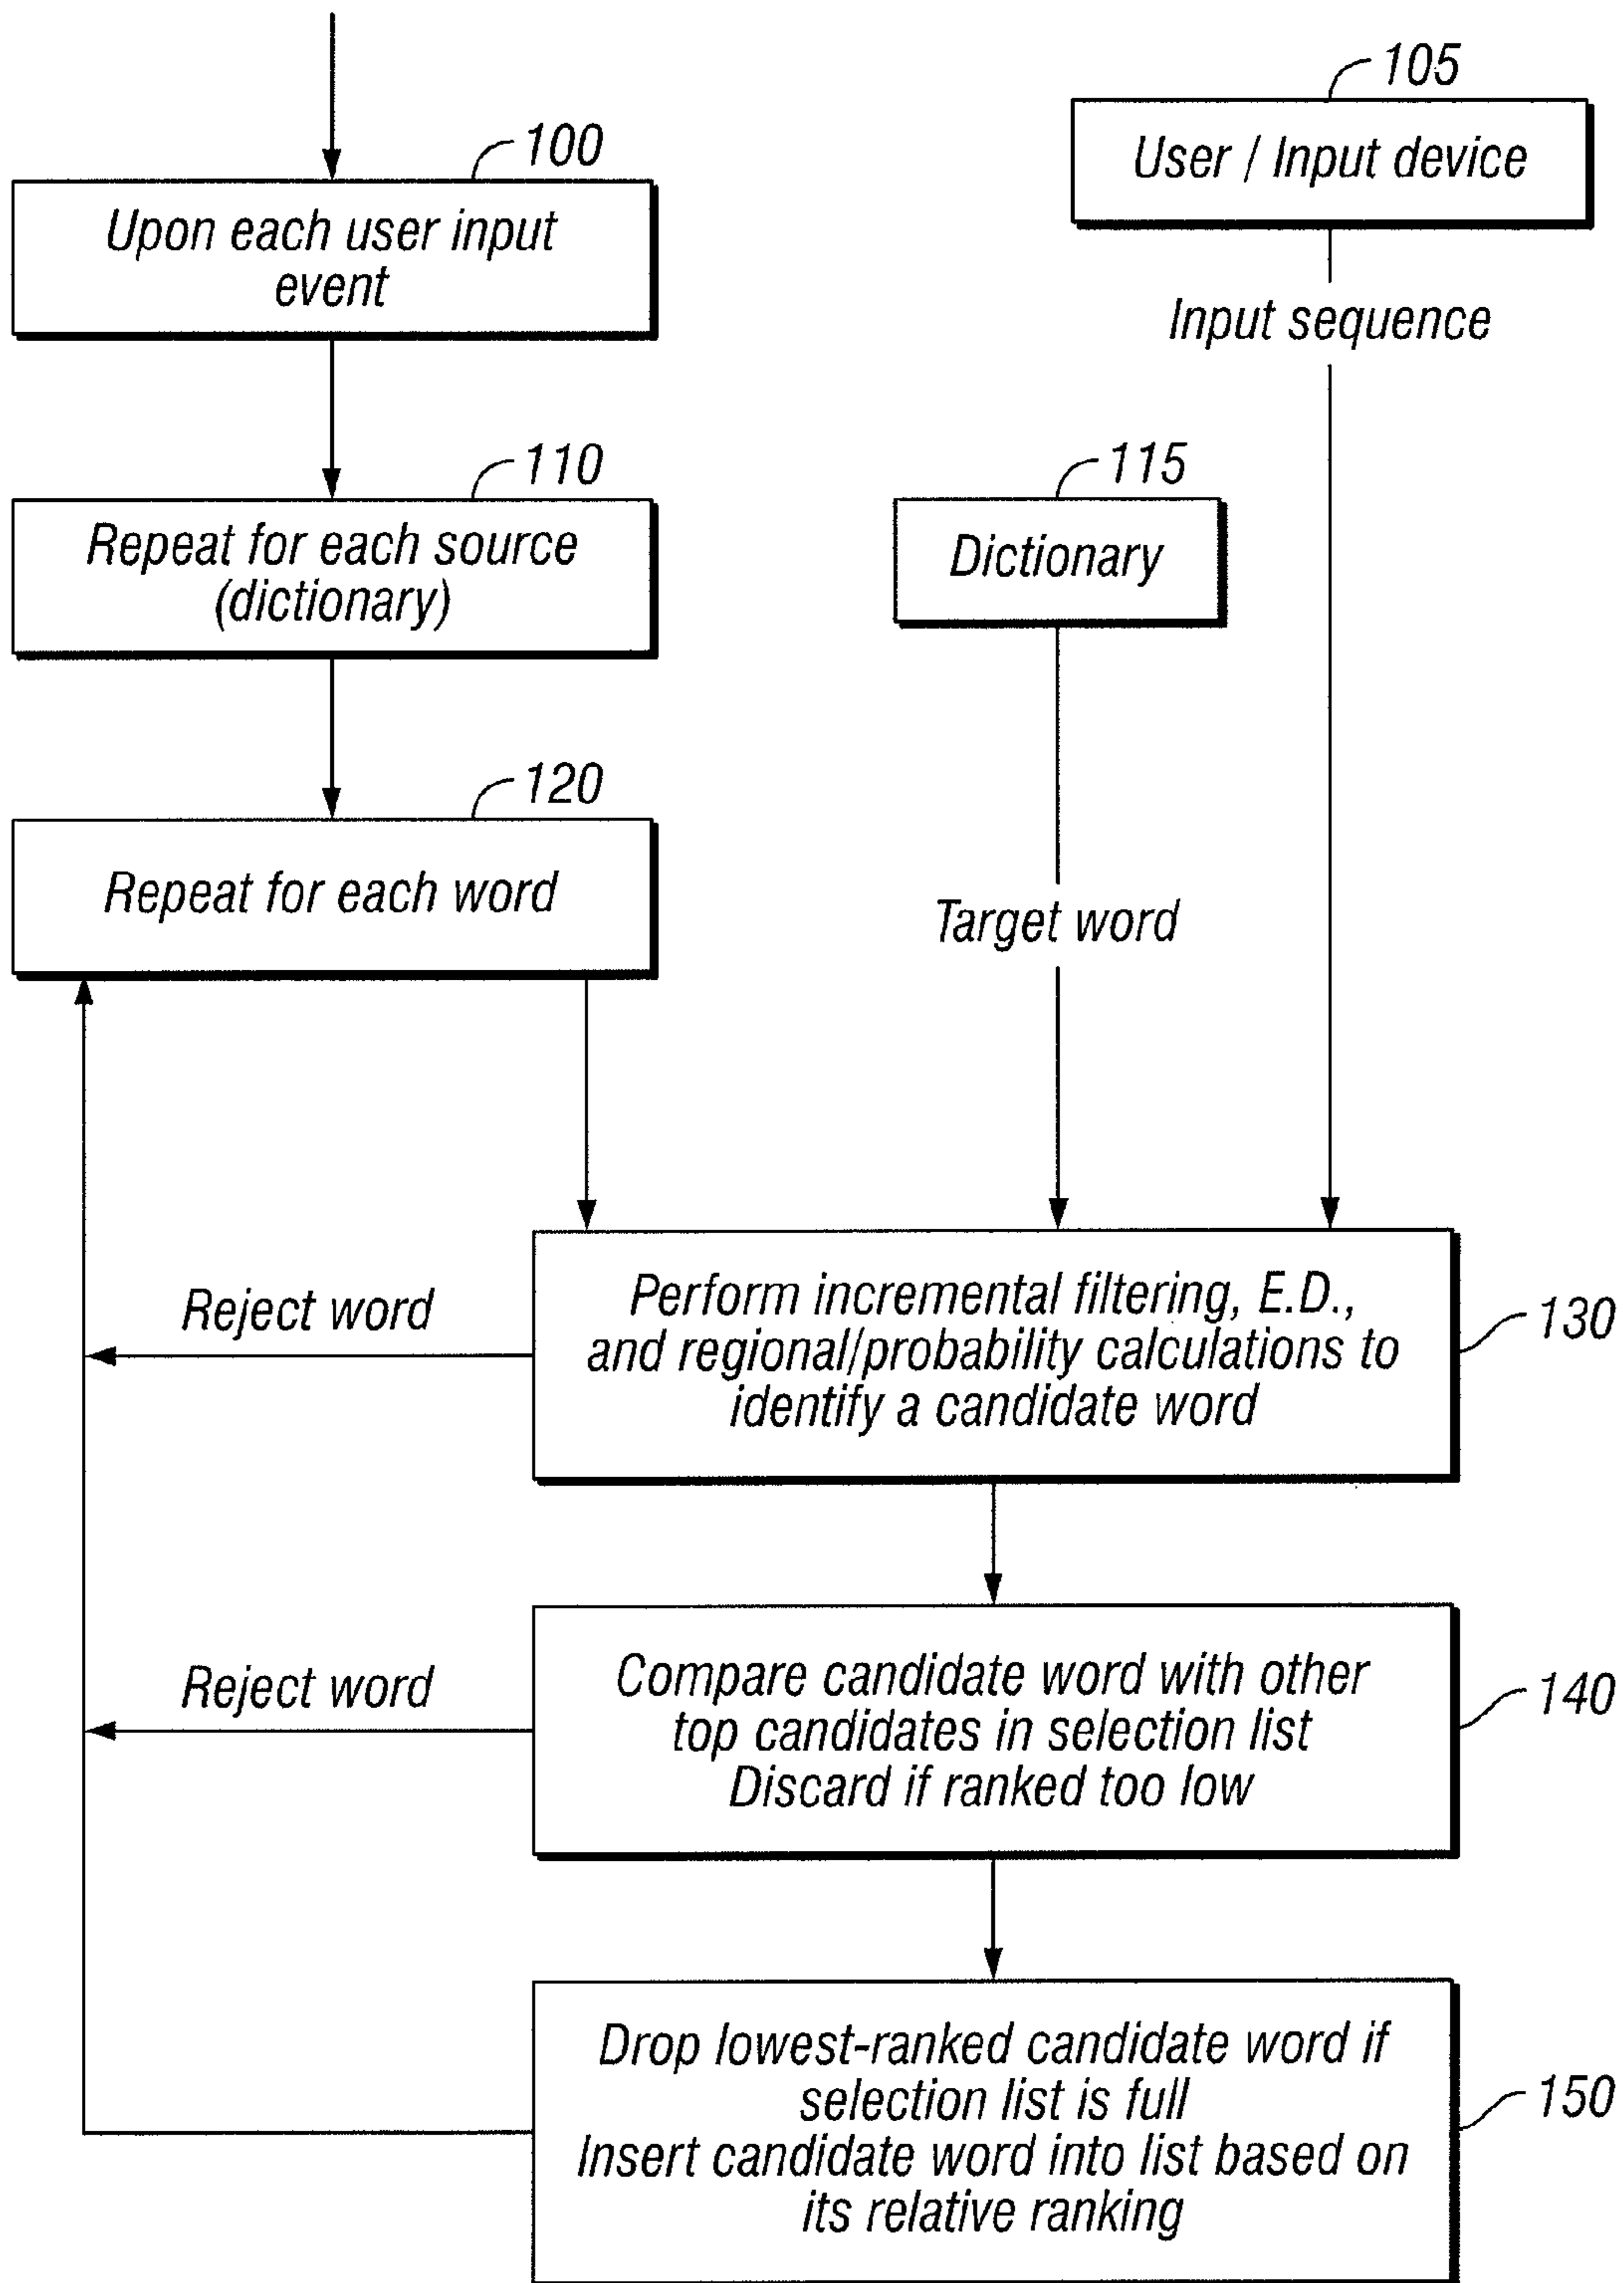 100
Upon each user input
event
105
User / Input device
Input sequence
110
Repeat for each source
(dictionary)
115
Dictionary
120
Repeat for each word
Target word
Reject word
Perform incremental filtering, E.D.,
and regional/probability calculations to
identify a candidate word
130
Reject word
Compare candidate word with other
top candidates in selection list
Discard if ranked too low
140
Drop lowest-ranked candidate word if
selection list is full
Insert candidate word into list based on
its relative ranking
150